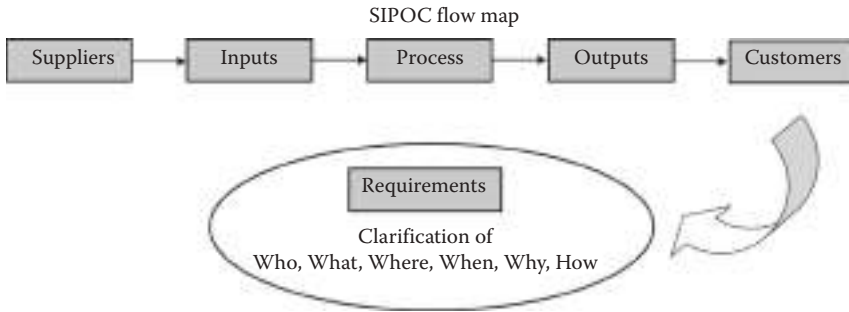 SIPOC flow map
Suppliers Inputs Process Outputs Customers
Requirements
Clarification of
Who, What, Where, When, Why, How